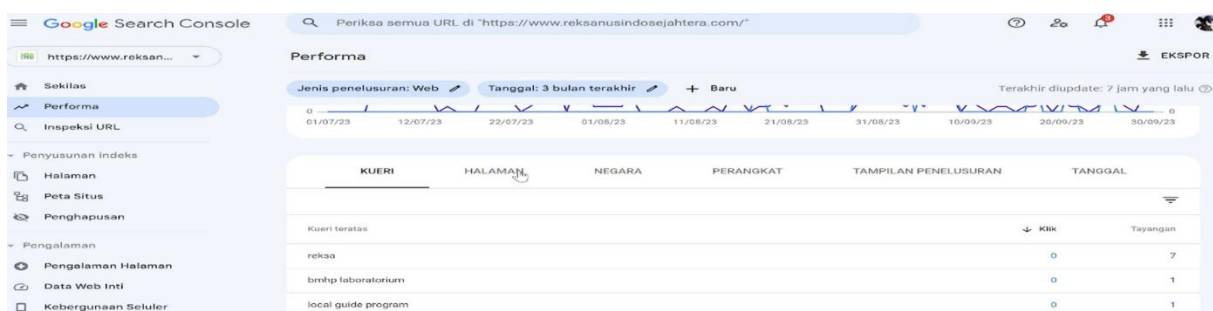 Google Search Console
Periksa semua URL di "https://www.reksanusindosejahtera.com/"
https://www.reksan...
Performa
EKSPOR
Sekilas
Performa
Inspeksi URL
Penyusunan indeks
Halaman
Peta Situs
Penghapusan
Pengalaman
Pengalaman Halaman
Data Web Inti
Kebergunaan Seluler
Jenis penelusuran: Web
Tanggal: 3 bulan terakhir
+ Baru
Terakhir diupdate: 7 jam yang lalu
0 0
01/07/23 12/07/23 22/07/23 01/08/23 11/08/23 21/08/23 31/08/23 10/09/23 20/09/23 30/09/23
KUERI HALAMAN NEGARA PERANGKAT TAMPILAN PENELUSURAN TANGGAL
Kueri teratas Klik Tayangan
reksa 0 7
bmhp laboratorium 0 1
local guide program 0 1